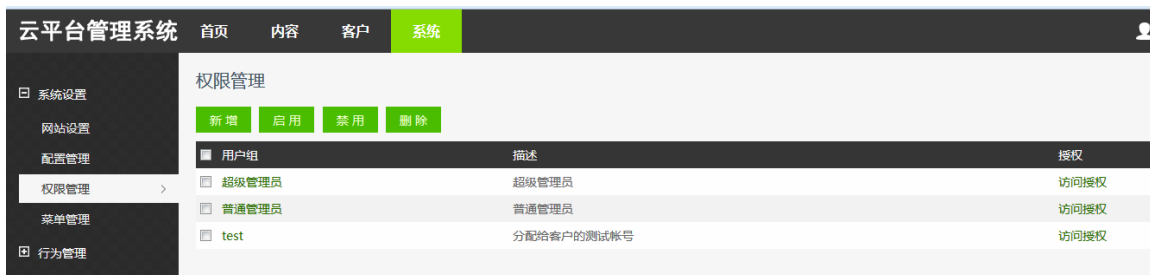 云平台管理系统 首页 内容 客户 系统
系统设置
网站设置
配置管理
权限管理
菜单管理
行为管理
权限管理
新增 启用 禁用 删除
用户组 描述 授权
超级管理员 超级管理员 访问授权
普通管理员 普通管理员 访问授权
test 分配给客户的测试帐号 访问授权